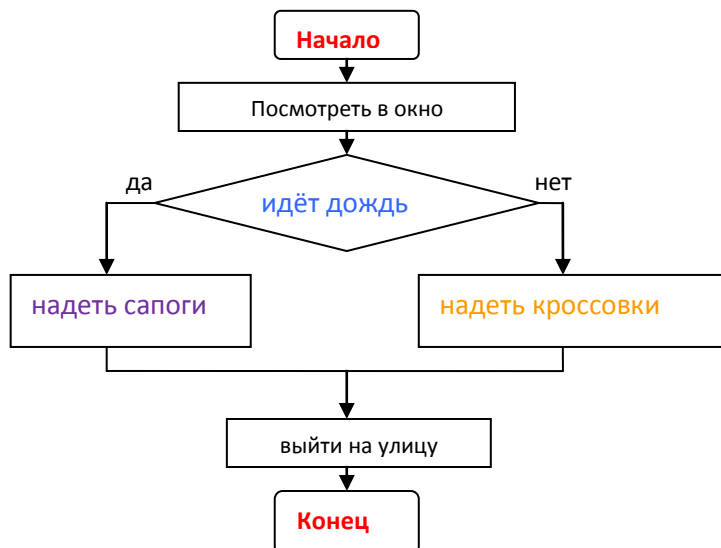 Начало
Посмотреть в окно
да
нет
идёт дождь
надеть сапоги
надеть кроссовки
выйти на улицу
Конец